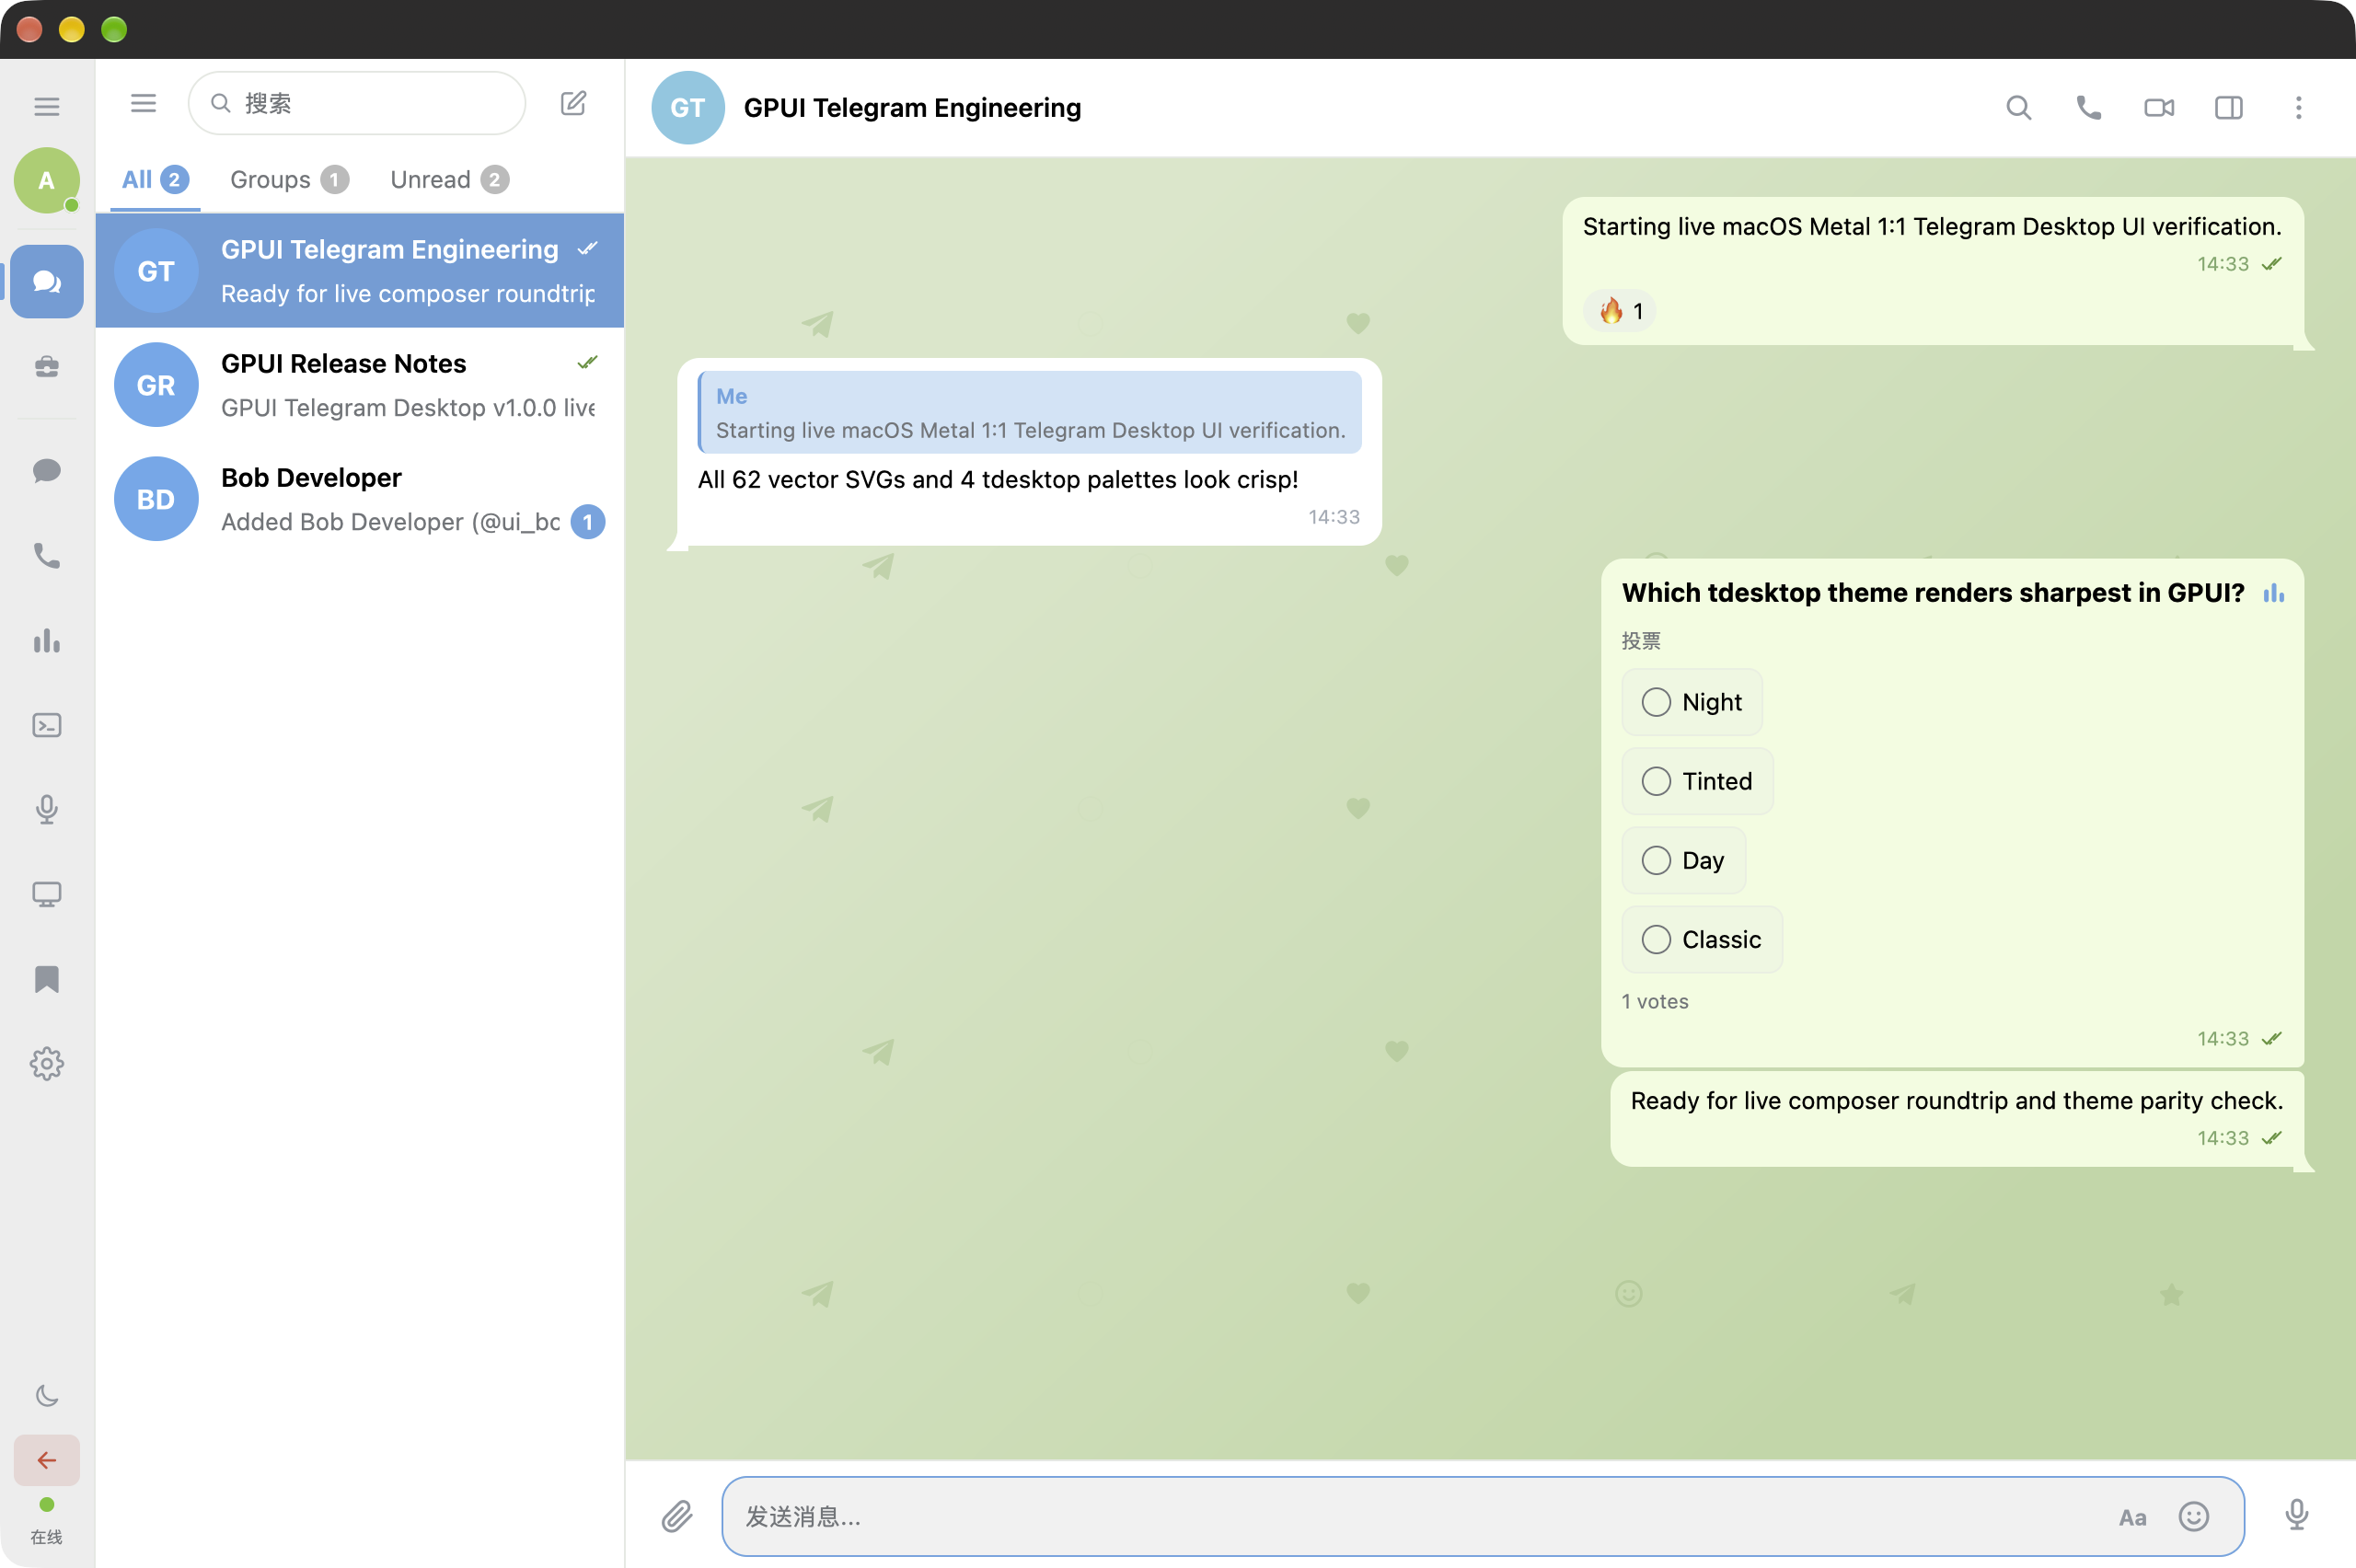 A
在线
搜索
All 2
Groups 1
Unread 2
GT
GPUI Telegram Engineering
Ready for live composer roundtrip
GR
GPUI Release Notes
GPUI Telegram Desktop v1.0.0 live
BD
Bob Developer
Added Bob Developer (@ui_bo
1
GT
GPUI Telegram Engineering
Starting live macOS Metal 1:1 Telegram Desktop UI verification.
14:33
🔥 1
Me
Starting live macOS Metal 1:1 Telegram Desktop UI verification.
All 62 vector SVGs and 4 tdesktop palettes look crisp!
14:33
Which tdesktop theme renders sharpest in GPUI?
投票
Night
Tinted
Day
Classic
1 votes
14:33
Ready for live composer roundtrip and theme parity check.
14:33
发送消息...
Aa